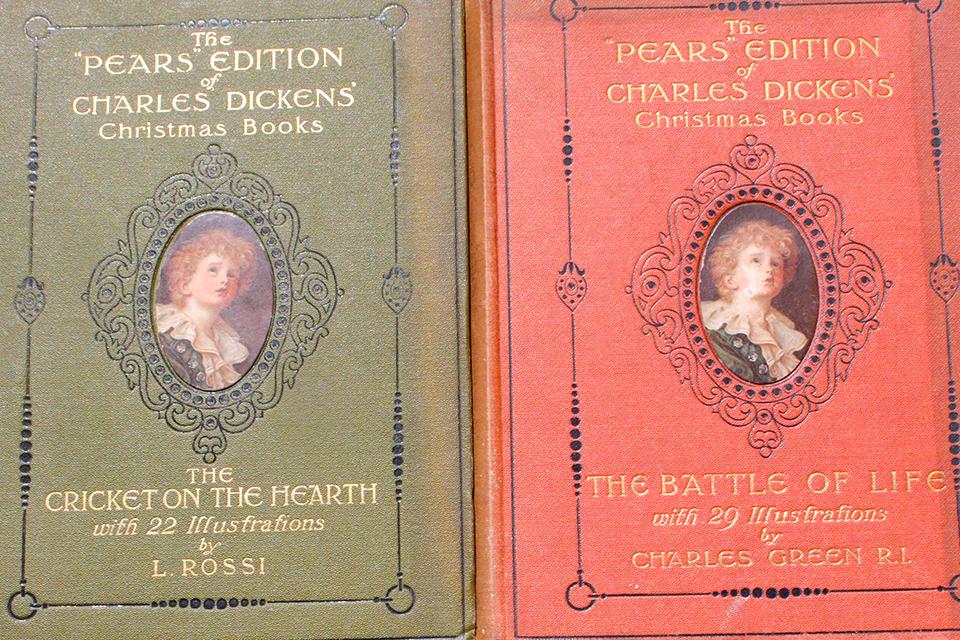 The
"PEARS" EDITION
of
CHARLES DICKENS'
Christmas Books
THE
CRICKET ON THE HEARTH
with 22 Illustrations
by
L. ROSSI
The
"PEARS" EDITION
of
CHARLES DICKENS'
Christmas Books
THE BATTLE OF LIFE
with 29 Illustrations
by
CHARLES GREEN R.I.